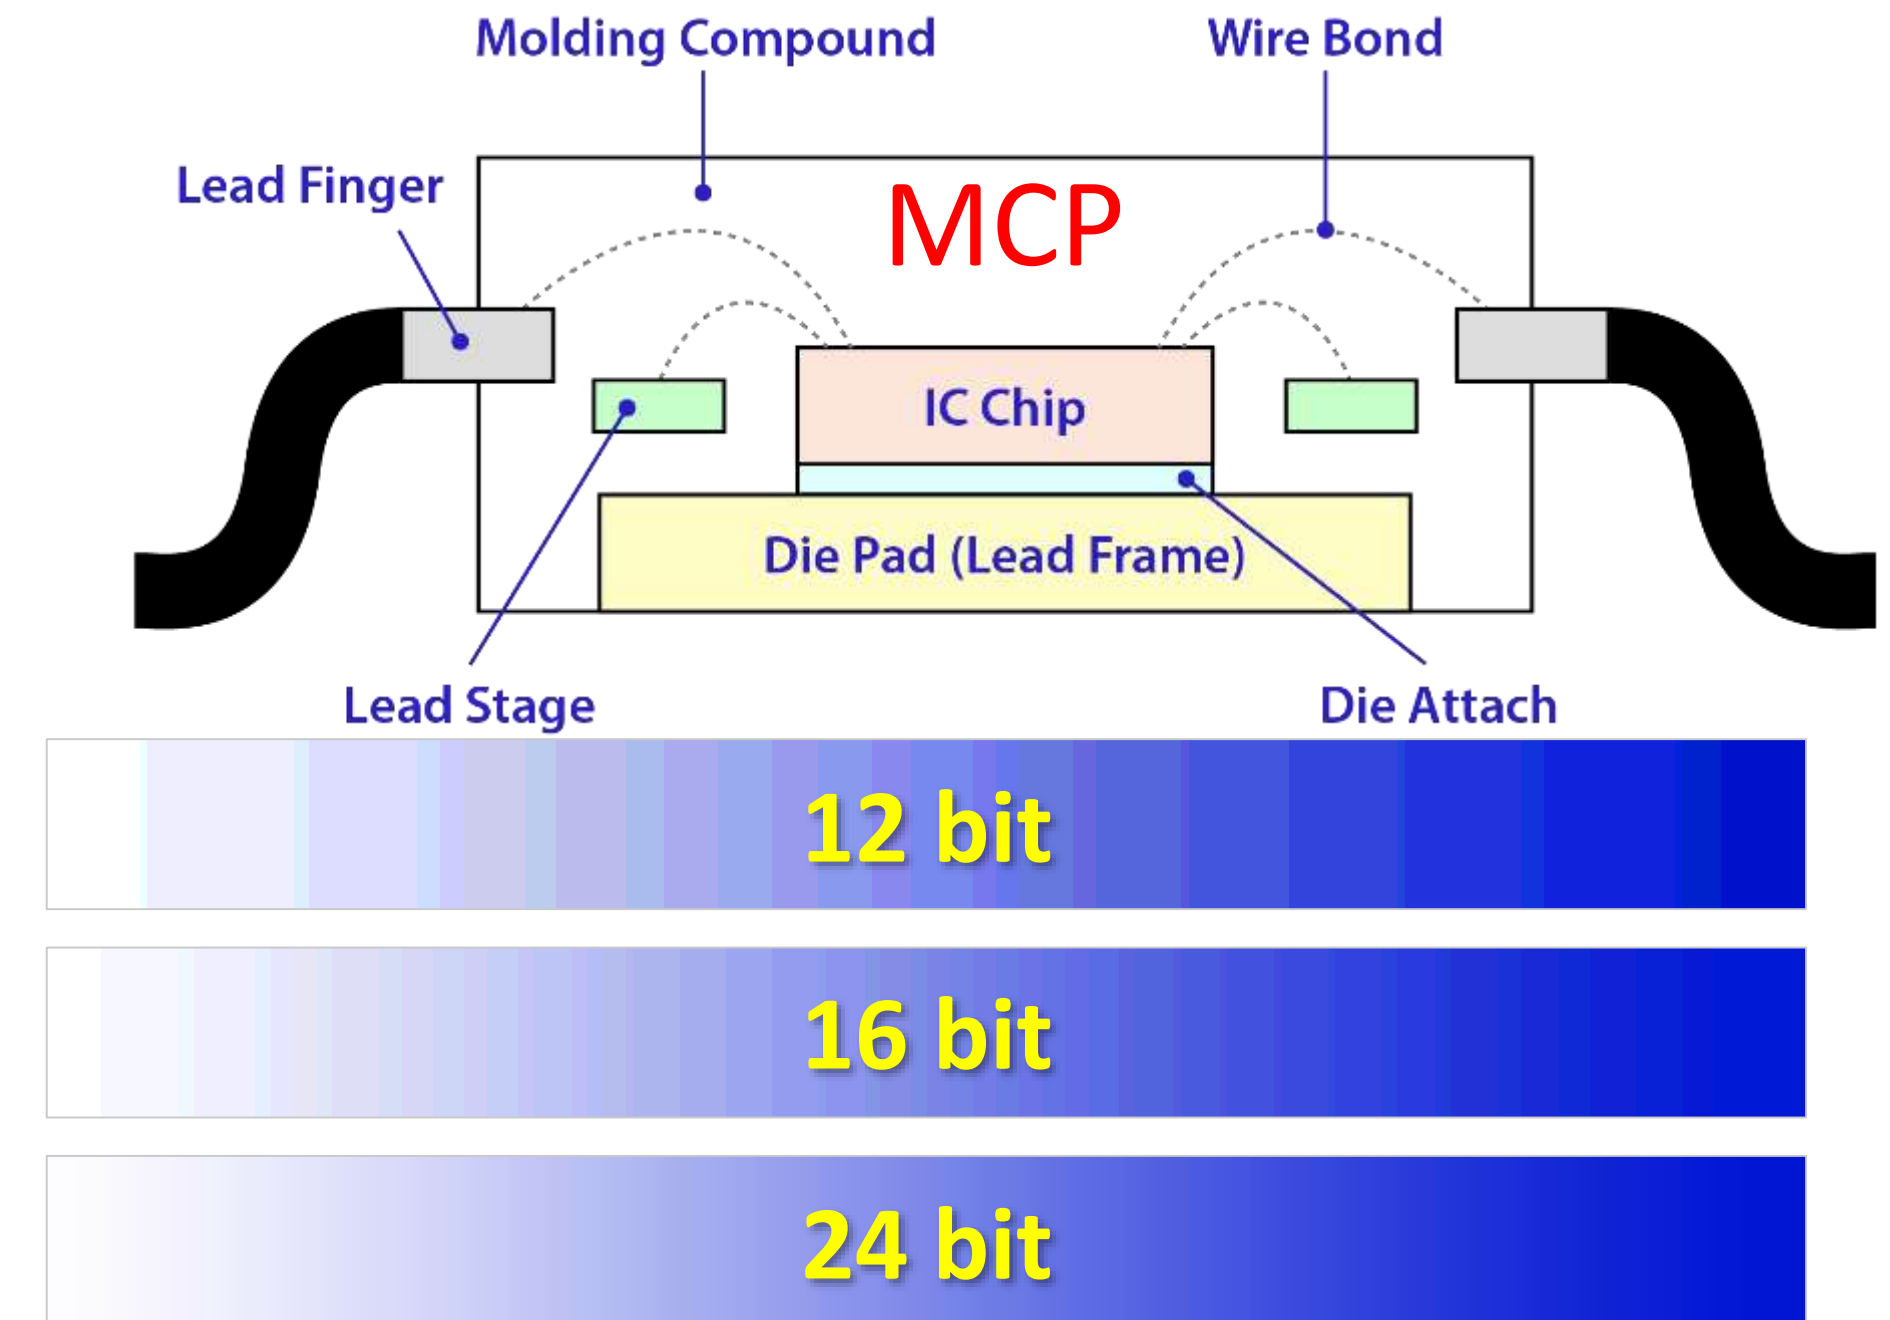 Molding Compound
Wire Bond
Lead Finger
MCP
IC Chip
Die Pad (Lead Frame)
Lead Stage
Die Attach
12 bit
16 bit
24 bit